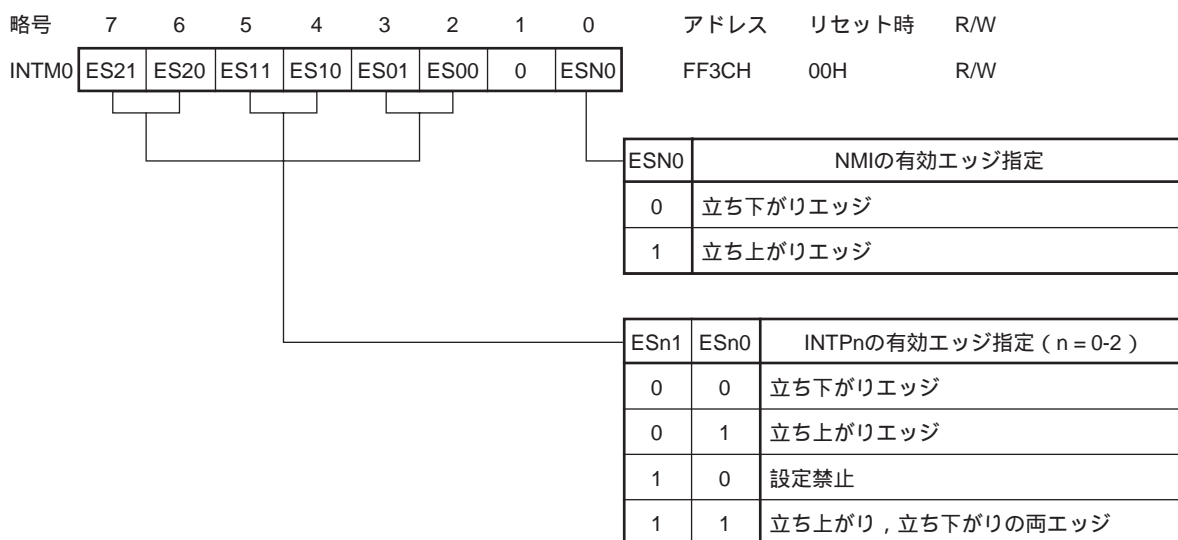 略号 7 6 5 4 3 2 1 0 アドレス リセット時 R/W
INTM0 ES21 ES20 ES11 ES10 ES01 ES00 0 ESN0 FF3CH 00H R/W
ESN0 NMIの有効エッジ指定
0 立ち下がりエッジ
1 立ち上がりエッジ
ESn1 ESn0 INTPnの有効エッジ指定（n = 0-2）
0 0 立ち下がりエッジ
0 1 立ち上がりエッジ
1 0 設定禁止
1 1 立ち上がり，立ち下がりの両エッジ